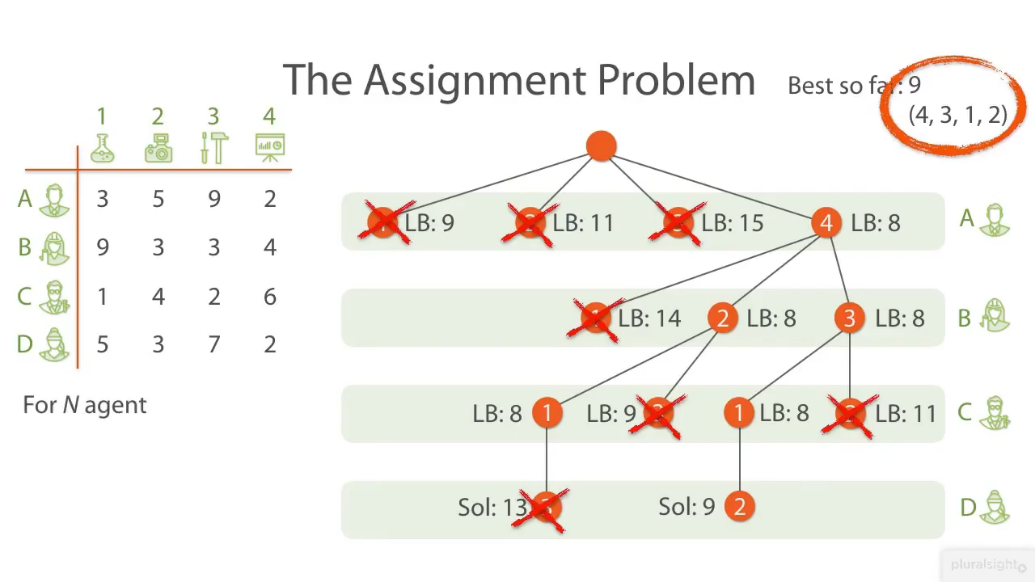 The Assignment Problem
Best so far: 9
(4, 3, 1, 2)
1 2 3 4
A 3 5 9 2
B 9 3 3 4
C 1 4 2 6
D 5 3 7 2
For N agent
LB: 9 LB: 11 LB: 15 4 LB: 8 A
LB: 14 2 LB: 8 3 LB: 8 B
LB: 8 1 LB: 9 1 LB: 8 LB: 11 C
Sol: 13 Sol: 9 2 D
pluralsight